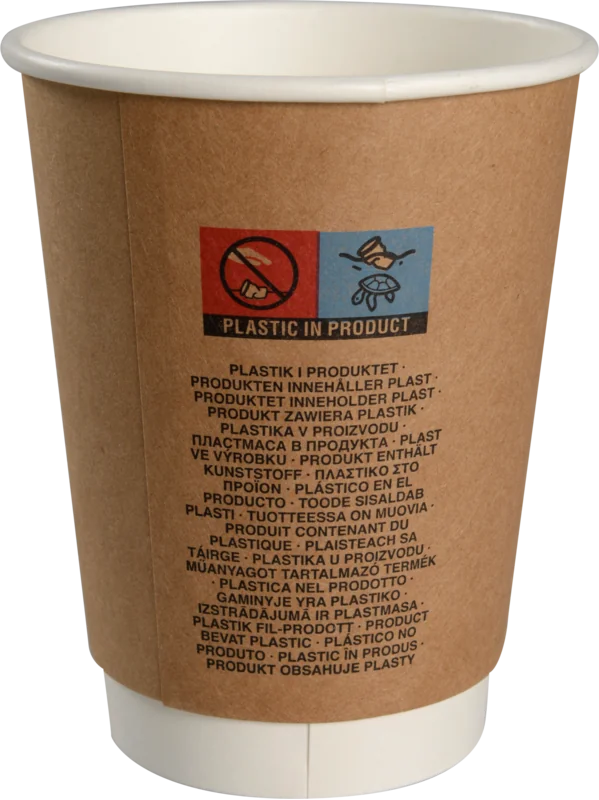 PLASTIC IN PRODUCT
PLASTIK I PRODUKTET ·
PRODUKTEN INNEHÅLLER PLAST ·
PRODUKTET INNEHOLDER PLAST ·
PRODUKT ZAWIERA PLASTIK ·
PLASTIKA V PROIZVODU ·
ПЛАСТМАСА В ПРОДУКТА · PLAST
VE VÝROBKU · PRODUKT ENTHÄLT
KUNSTSTOFF · ΠΛΑΣΤΙΚΟ ΣΤΟ
ΠΡΟΪΟΝ · PLÁSTICO EN EL
PRODUCTO · TOODE SISALDAB
PLASTI · TUOTTEESSA ON MUOVIA ·
PRODUIT CONTENANT DU
PLASTIQUE · PLAISTEACH SA
TÁIRGE · PLASTIKA U PROIZVODU ·
MŰANYAGOT TARTALMAZÓ TERMÉK
· PLASTICA NEL PRODOTTO ·
GAMINYJE YRA PLASTIKO ·
IZSTRĀDĀJUMĀ IR PLASTMASA ·
PLASTIK FIL-PRODOTT · PRODUCT
BEVAT PLASTIC · PLÁSTICO NO
PRODUTO · PLASTIC ÎN PRODUS ·
PRODUKT OBSAHUJE PLASTY